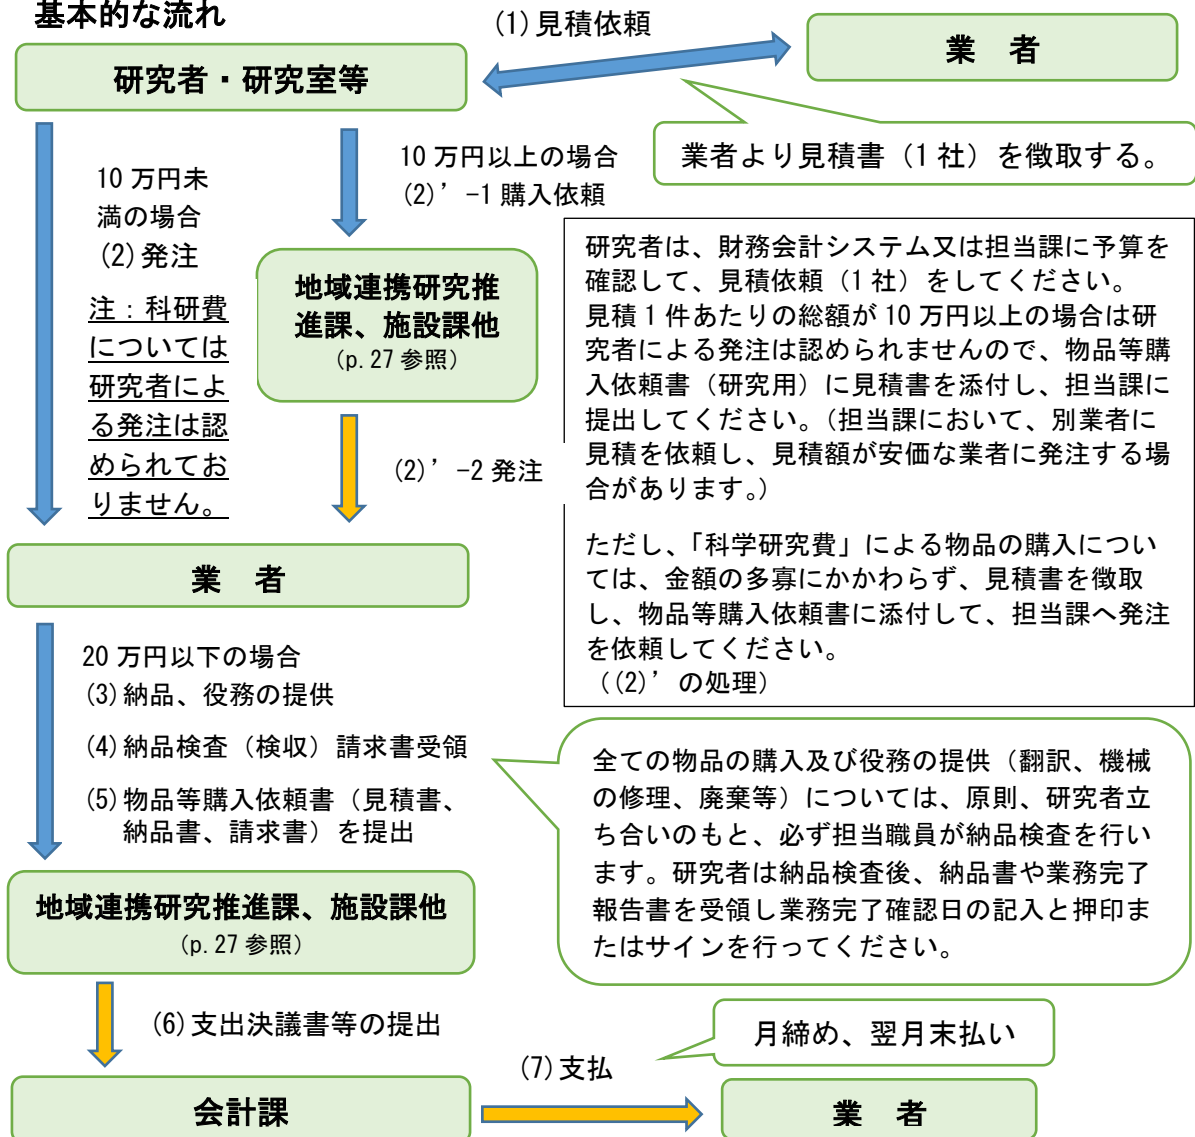 基本的な流れ
(1)見積依頼
業　者
研究者・研究室等
業者より見積書（1社）を徴取する。
10万円未
満の場合
(2)発注
注：科研費
については
研究者によ
る発注は認
められてお
りません。
10万円以上の場合
(2)’-1購入依頼
地域連携研究推
進課、施設課他
(p.27参照)
(2)’-2発注
研究者は、財務会計システム又は担当課に予算を
確認して、見積依頼（1社）をしてください。
見積1件あたりの総額が10万円以上の場合は研
究者による発注は認められませんので、物品等購
入依頼書（研究用）に見積書を添付し、担当課に
提出してください。（担当課において、別業者に
見積を依頼し、見積額が安価な業者に発注する場
合があります。）
ただし、「科学研究費」による物品の購入につい
ては、金額の多寡にかかわらず、見積書を徴取
し、物品等購入依頼書に添付して、担当課へ発注
を依頼してください。
（(2)’の処理）
業　者
20万円以下の場合
(3)納品、役務の提供
(4)納品検査（検収）請求書受領
(5)物品等購入依頼書（見積書、
納品書、請求書）を提出
全ての物品の購入及び役務の提供（翻訳、機械
の修理、廃棄等）については、原則、研究者立
ち合いのもと、必ず担当職員が納品検査を行い
ます。研究者は納品検査後、納品書や業務完了
報告書を受領し業務完了確認日の記入と押印ま
たはサインを行ってください。
地域連携研究推進課、施設課他
(p.27参照)
(6)支出決議書等の提出
月締め、翌月末払い
(7)支払
会計課
業　者